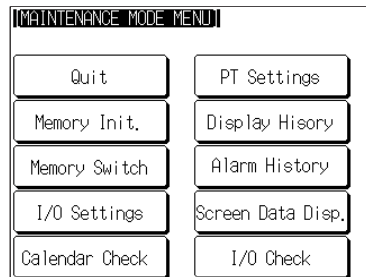 [MAINTENANCE MODE MENU]
Quit
PT Settings
Memory Init.
Display Hisory
Memory Switch
Alarm History
I/O Settings
Screen Data Disp.
Calendar Check
I/O Check